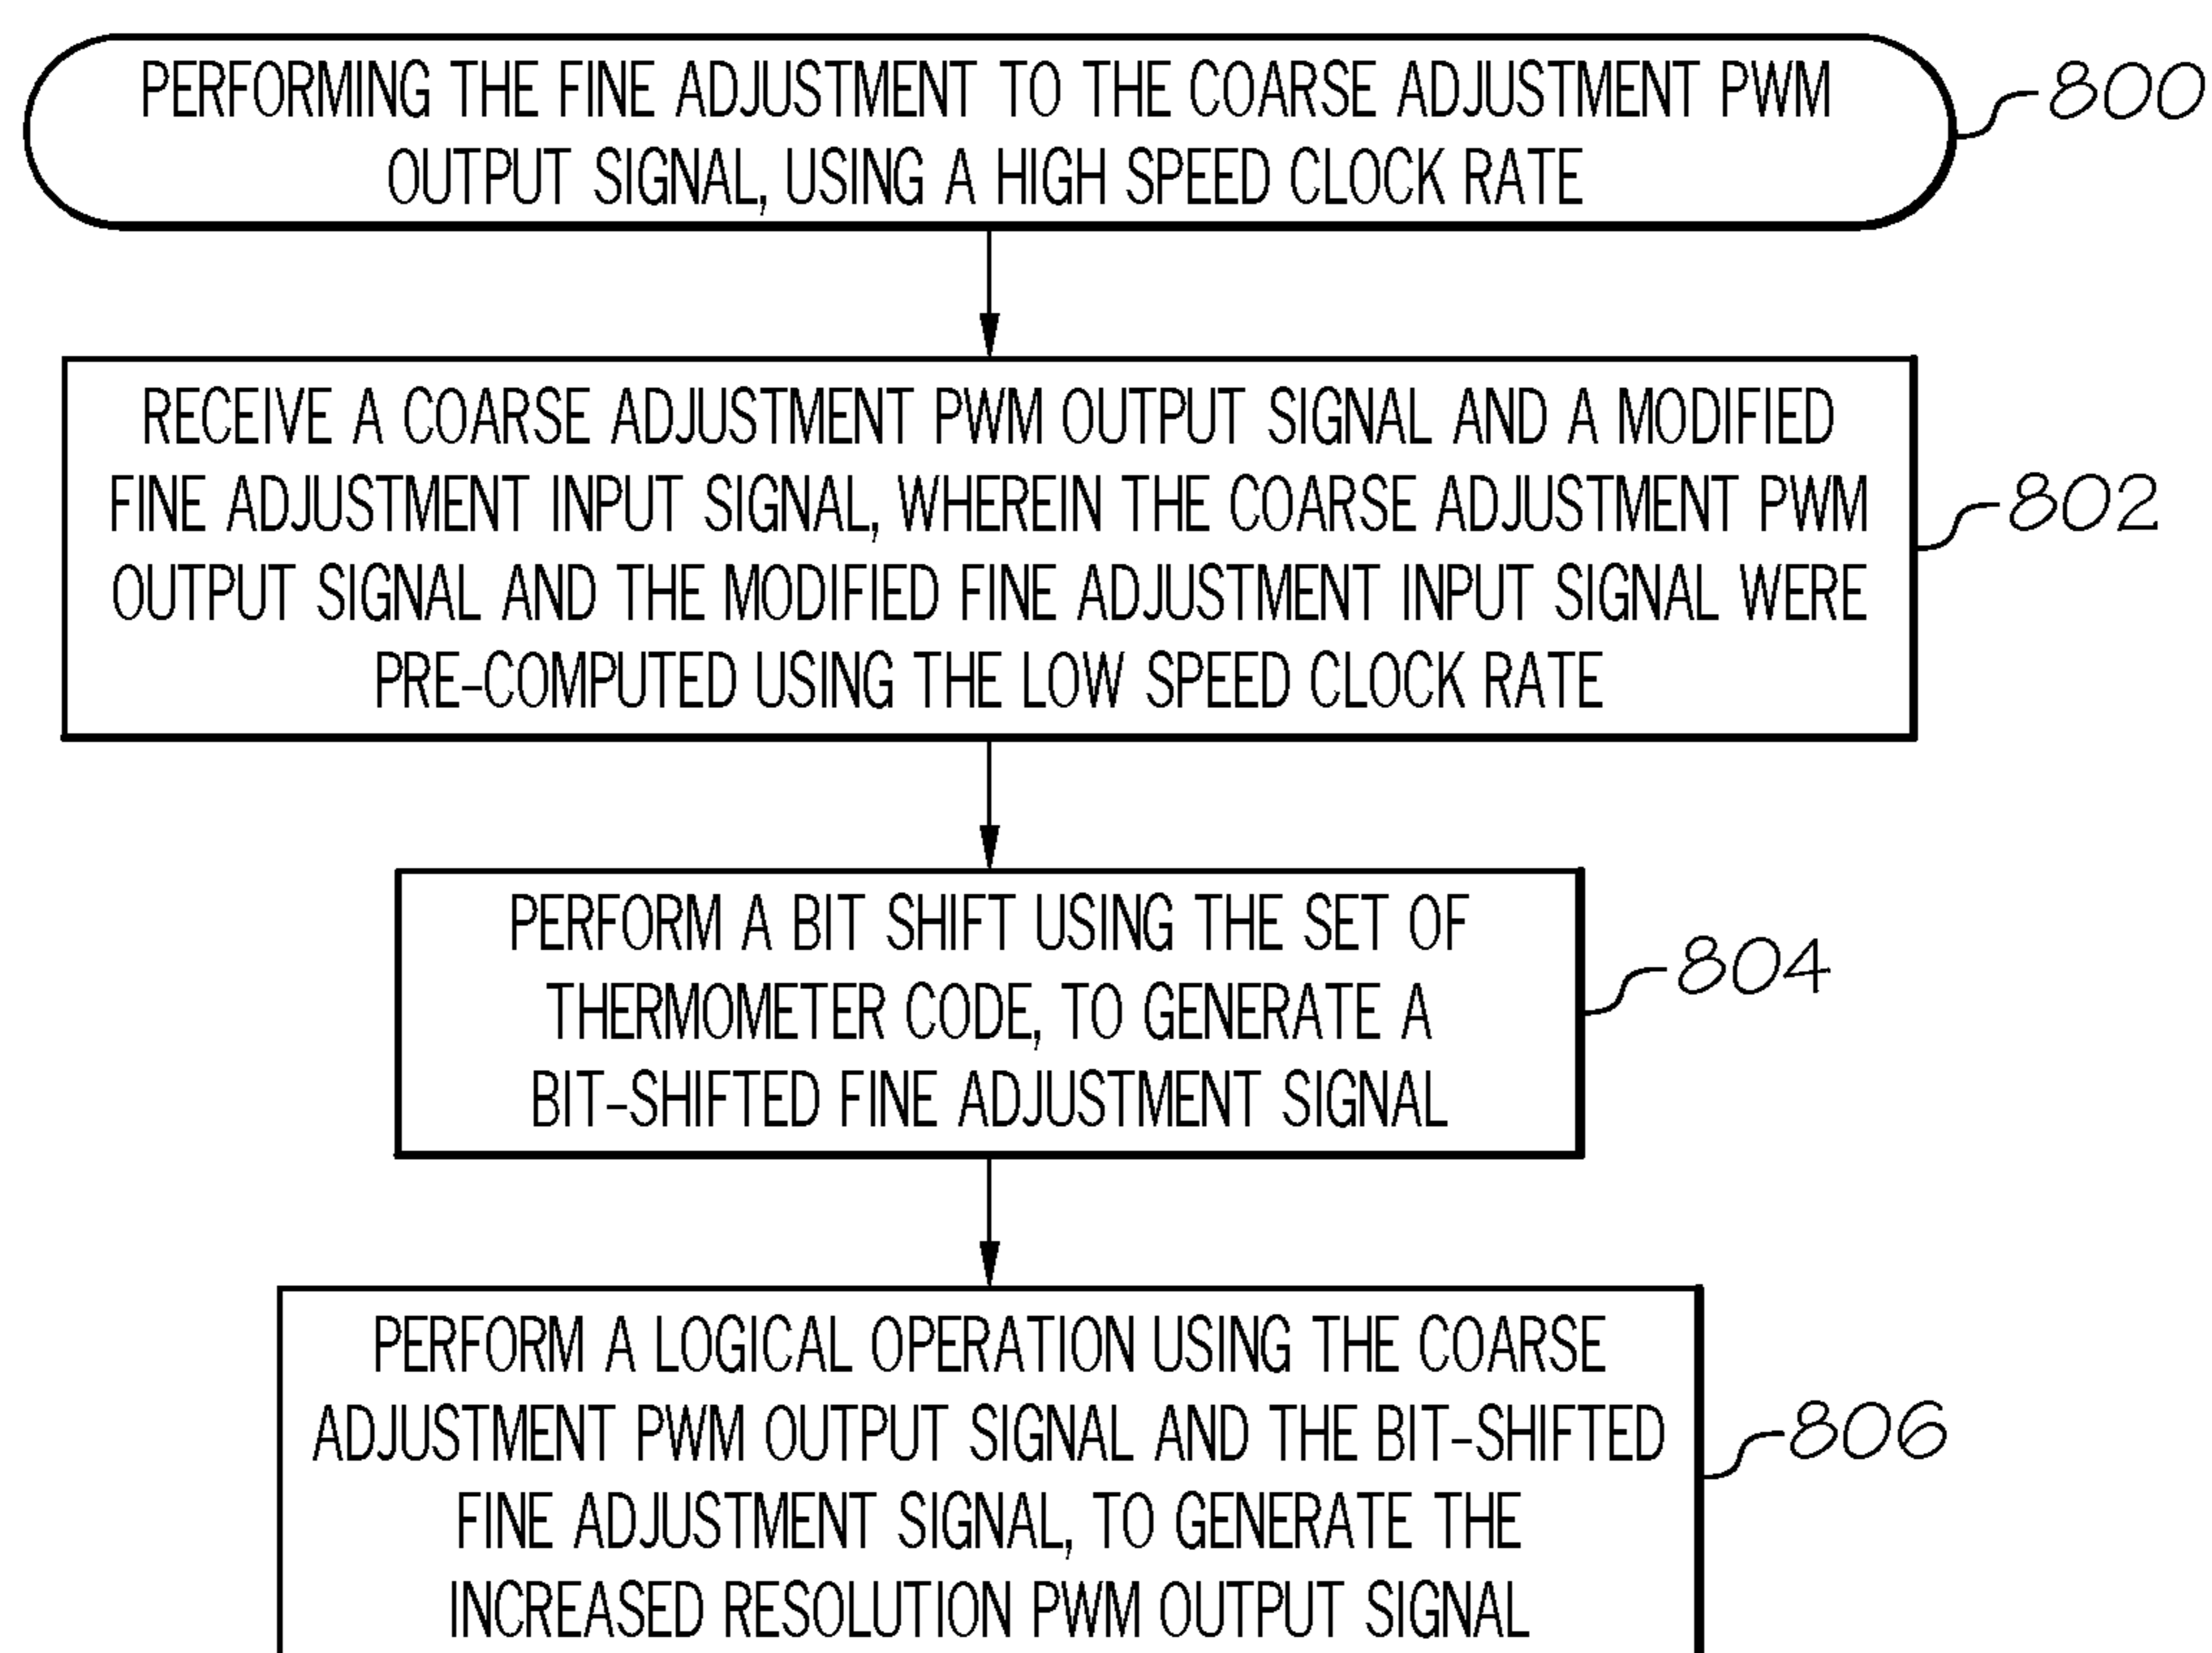 PERFORMING THE FINE ADJUSTMENT TO THE COARSE ADJUSTMENT PWM
OUTPUT SIGNAL, USING A HIGH SPEED CLOCK RATE
800
RECEIVE A COARSE ADJUSTMENT PWM OUTPUT SIGNAL AND A MODIFIED
FINE ADJUSTMENT INPUT SIGNAL, WHEREIN THE COARSE ADJUSTMENT PWM
OUTPUT SIGNAL AND THE MODIFIED FINE ADJUSTMENT INPUT SIGNAL WERE
PRE-COMPUTED USING THE LOW SPEED CLOCK RATE
802
PERFORM A BIT SHIFT USING THE SET OF
THERMOMETER CODE, TO GENERATE A
BIT-SHIFTED FINE ADJUSTMENT SIGNAL
804
PERFORM A LOGICAL OPERATION USING THE COARSE
ADJUSTMENT PWM OUTPUT SIGNAL AND THE BIT-SHIFTED
FINE ADJUSTMENT SIGNAL, TO GENERATE THE
INCREASED RESOLUTION PWM OUTPUT SIGNAL
806